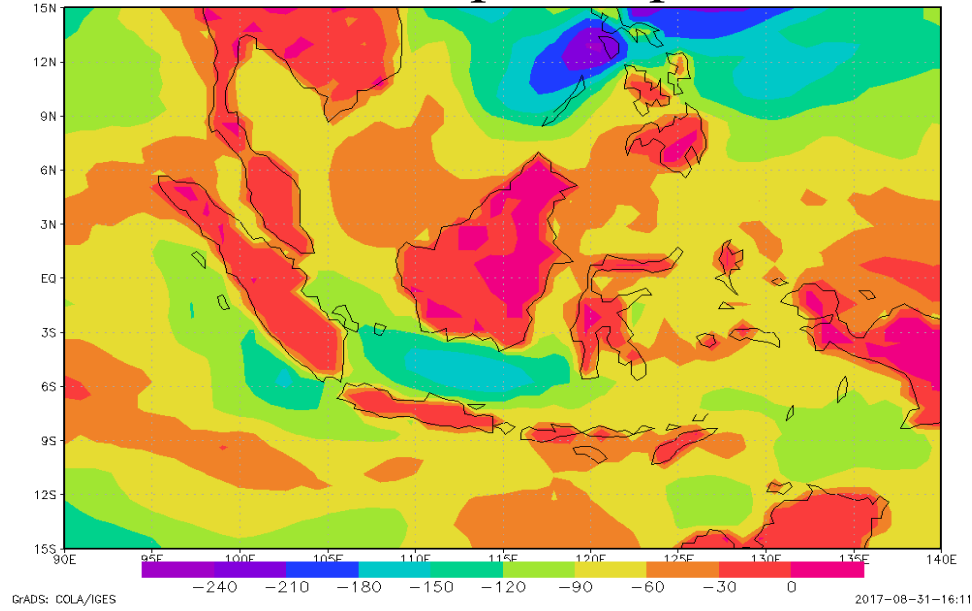 15N
12N
9N
6N
3N
EQ
3S
6S
9S
12S
15S
90E 95E 100E 105E 110E 115E 120E 125E 130E 135E 140E
−240 −210 −180 −150 −120 −90 −60 −30 0
GrADS: COLA/IGES 2017−08−31−16:11